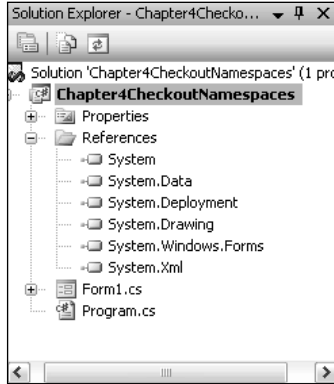 Solution Explorer - Chapter4Checko...
Solution 'Chapter4CheckoutNamespaces' (1 pro
Chapter4CheckoutNamespaces
Properties
References
System
System.Data
System.Deployment
System.Drawing
System.Windows.Forms
System.Xml
Form1.cs
Program.cs